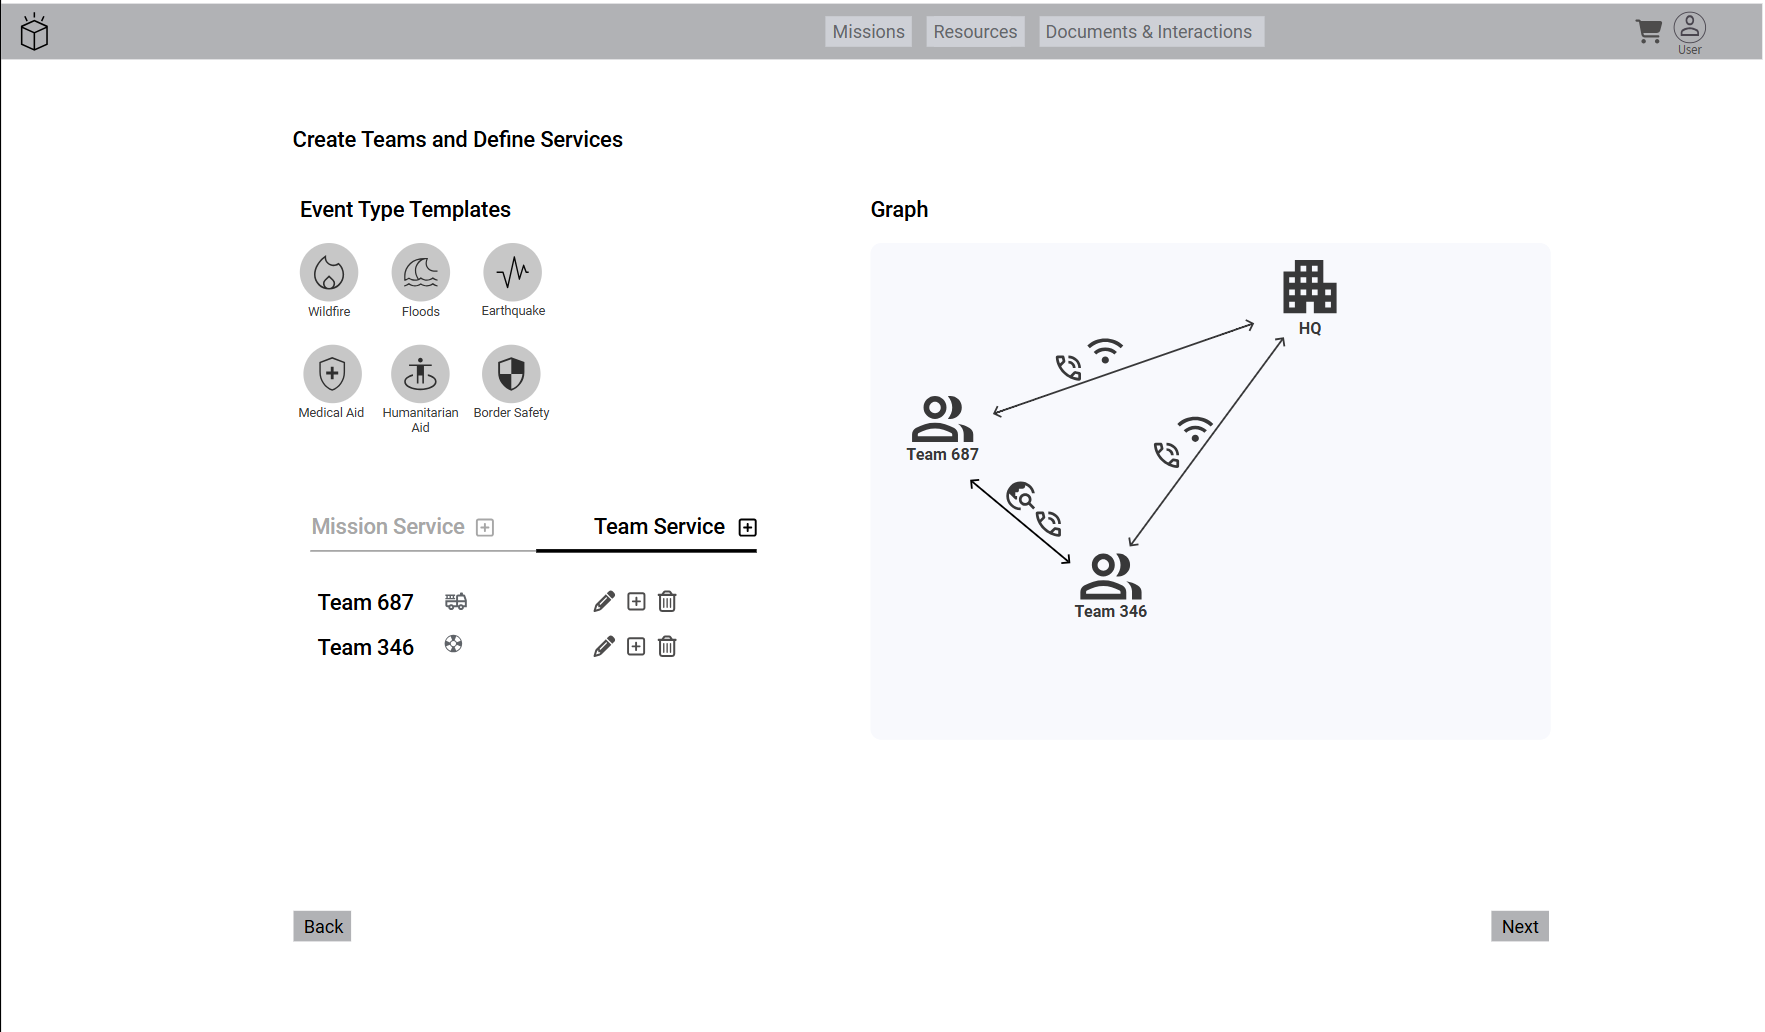 Missions
Resources
Documents & Interactions
User
Create Teams and Define Services
Event Type Templates
Wildfire
Floods
Earthquake
Medical Aid
Humanitarian
Aid
Border Safety
Mission Service
Team Service
Team 687
Team 346
Graph
HQ
Team 687
Team 346
Back
Next